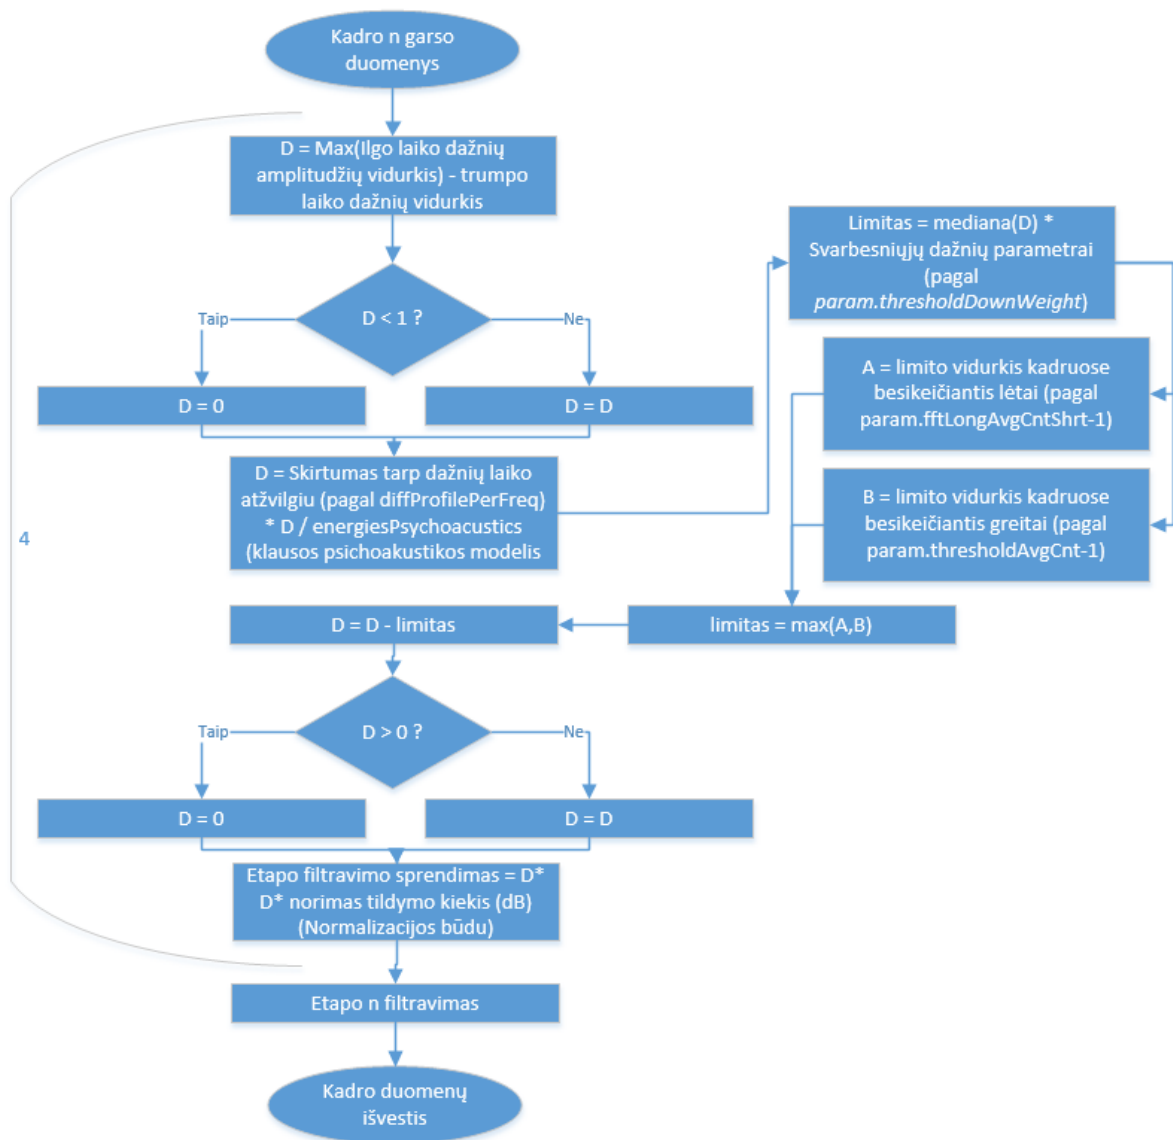 Kadro n garso
duomenys
D = Max(Ilgo laiko dažnių
amplitudžių vidurkis) - trumpo
laiko dažnių vidurkis
D < 1 ?
Taip
Ne
D = 0
D = D
D = Skirtumas tarp dažnių laiko
atžvilgiu (pagal diffProfilePerFreq)
* D / energiesPsychoacustics
(klausos psichoakustikos modelis
Limitas = mediana(D) *
Svarbesniųjų dažnių parametrai
(pagal
param.thresholdDownWeight)
A = limito vidurkis kadruose
besikeičiantis lėtai (pagal
param.fftLongAvgCntShrt-1)
B = limito vidurkis kadruose
besikeičiantis greitai (pagal
param.thresholdAvgCnt-1)
4
limitas = max(A,B)
D = D - limitas
D > 0 ?
Taip
Ne
D = 0
D = D
Etapo filtravimo sprendimas = D*
D* norimas tildymo kiekis (dB)
(Normalizacijos būdu)
Etapo n filtravimas
Kadro duomenų
išvestis